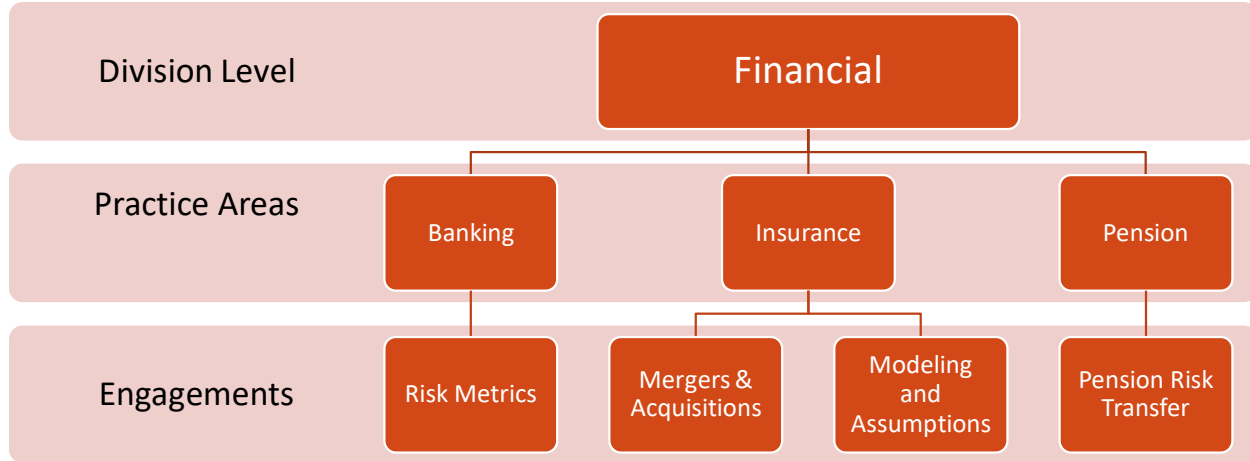 Division Level
Financial
Practice Areas
Banking
Insurance
Pension
Engagements
Risk Metrics
Mergers &
Acquisitions
Modeling
and
Assumptions
Pension Risk
Transfer